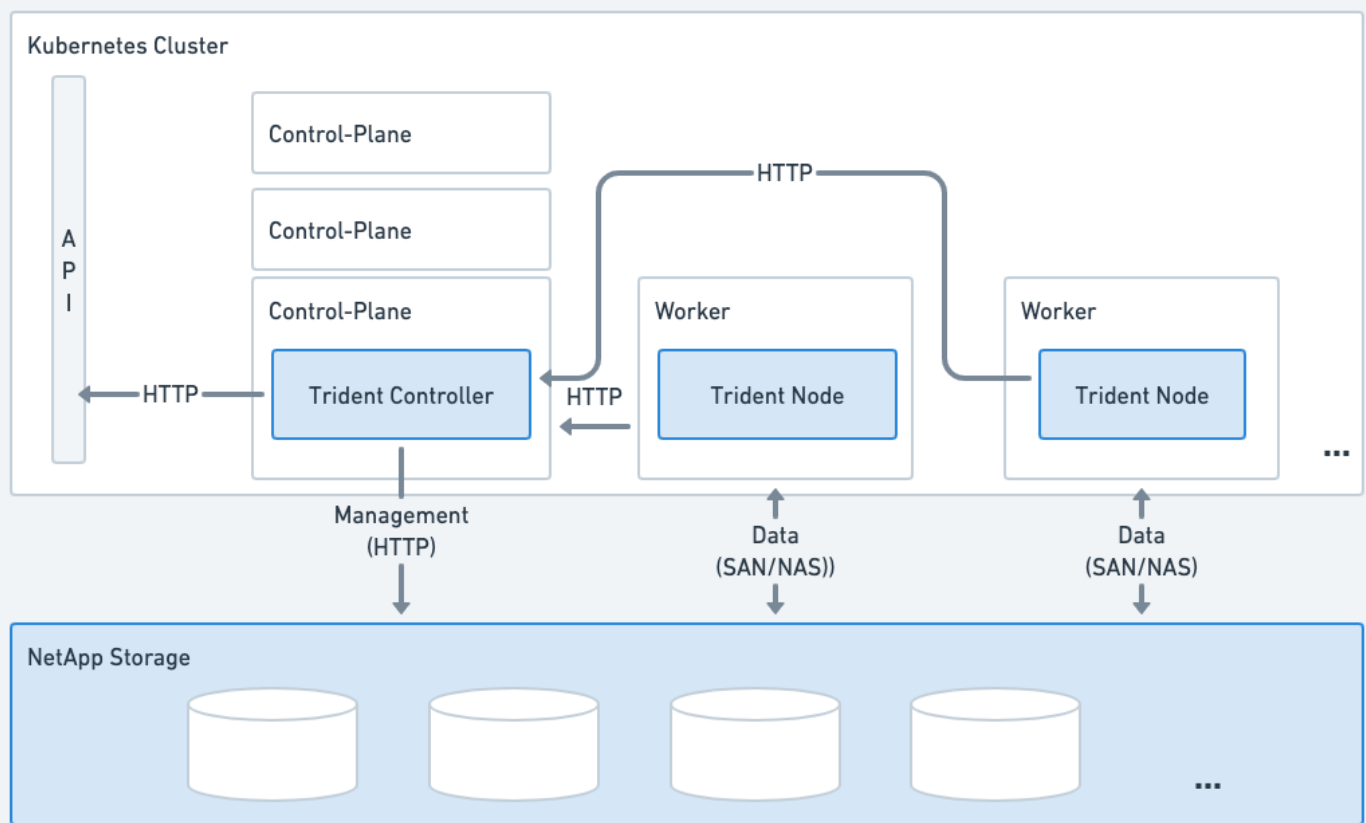 Kubernetes Cluster
A
P
I
Control-Plane
Control-Plane
Control-Plane
Trident Controller
HTTP
HTTP
HTTP
Worker
Trident Node
Worker
Trident Node
...
Management
(HTTP)
Data
(SAN/NAS))
Data
(SAN/NAS)
NetApp Storage
...